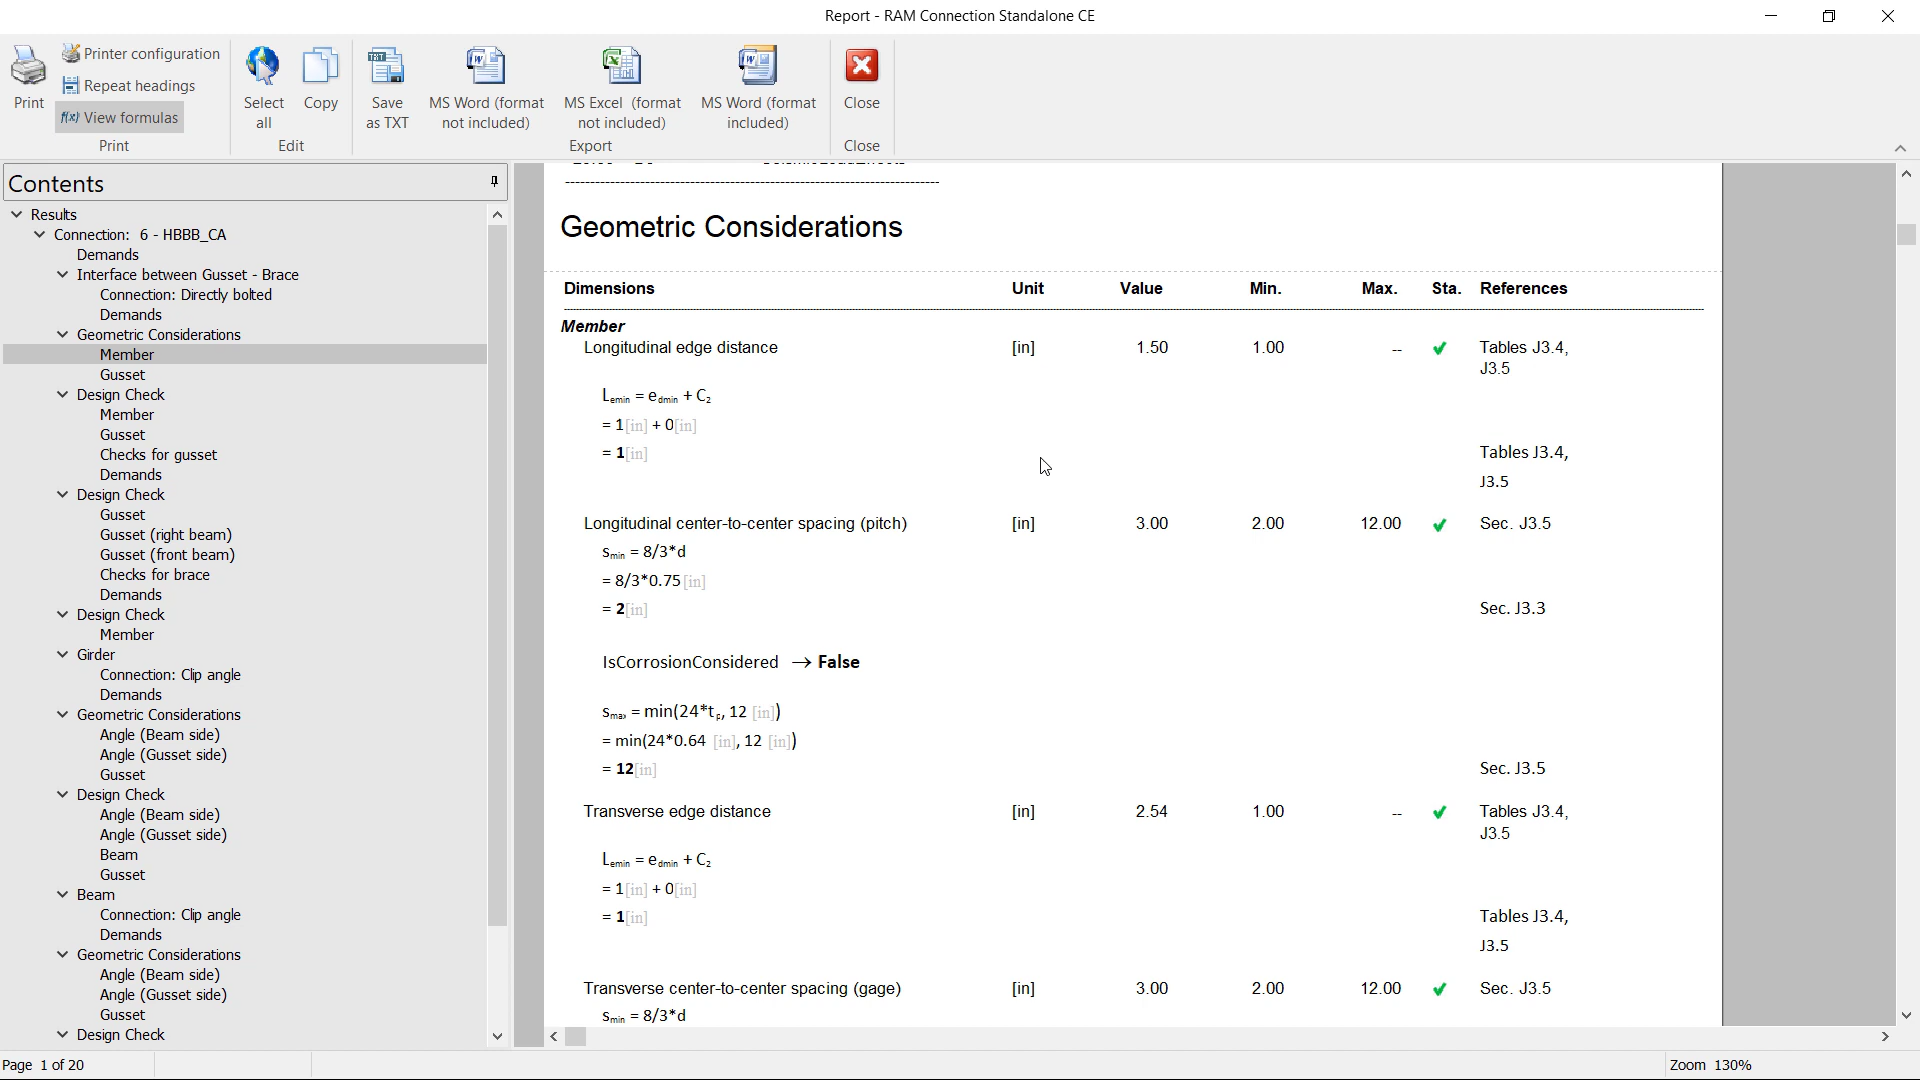 Report - RAM Connection Standalone CE
Print
Printer configuration
Repeat headings
f(x) View formulas
Print
Select all
Copy
Edit
Save as TXT
MS Word (format not included)
MS Excel (format not included)
MS Word (format included)
Export
Close
Close
Contents
Results
Connection: 6 - HBBB_CA
Demands
Interface between Gusset - Brace
Connection: Directly bolted
Demands
Geometric Considerations
Member
Gusset
Design Check
Member
Gusset
Checks for gusset
Demands
Design Check
Gusset
Gusset (right beam)
Gusset (front beam)
Checks for brace
Demands
Design Check
Member
Girder
Connection: Clip angle
Demands
Geometric Considerations
Angle (Beam side)
Angle (Gusset side)
Gusset
Design Check
Angle (Beam side)
Angle (Gusset side)
Beam
Gusset
Beam
Connection: Clip angle
Demands
Geometric Considerations
Angle (Beam side)
Angle (Gusset side)
Gusset
Design Check
Geometric Considerations
Dimensions Unit Value Min. Max. Sta. References
Member
Longitudinal edge distance [in] 1.50 1.00 -- ✔ Tables J3.4,
J3.5
Lemin = edmin + C2
= 1[in] + 0[in]
= 1[in] Tables J3.4,
J3.5
Longitudinal center-to-center spacing (pitch) [in] 3.00 2.00 12.00 ✔ Sec. J3.5
smin = 8/3*d
= 8/3*0.75 [in]
= 2[in] Sec. J3.3
IsCorrosionConsidered → False
smax = min(24*tp, 12 [in])
= min(24*0.64 [in], 12 [in])
= 12[in] Sec. J3.5
Transverse edge distance [in] 2.54 1.00 -- ✔ Tables J3.4,
J3.5
Lemin = edmin + C2
= 1[in] + 0[in]
= 1[in] Tables J3.4,
J3.5
Transverse center-to-center spacing (gage) [in] 3.00 2.00 12.00 ✔ Sec. J3.5
smin = 8/3*d
Page 1 of 20
Zoom 130%